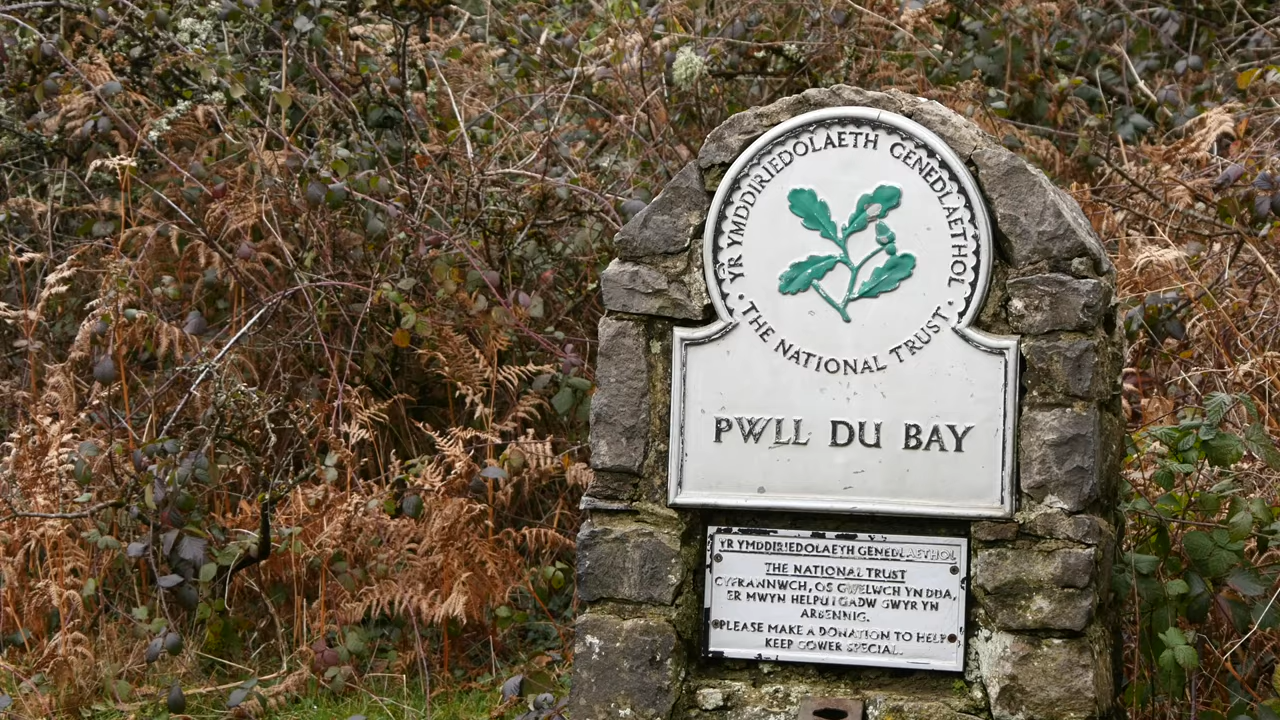 YR YMDDIRIEDOLAETH GENEDLAETHOL
· THE NATIONAL TRUST ·
PWLL DU BAY
YR YMDDIRIEDOLAETH GENEDLAETHOL
THE NATIONAL TRUST
CYFRANNWCH, OS GWELWCH YN DDA,
ER MWYN HELPU I GADW GWYR YN
ARBENNIG.
PLEASE MAKE A DONATION TO HELP
KEEP GOWER SPECIAL.